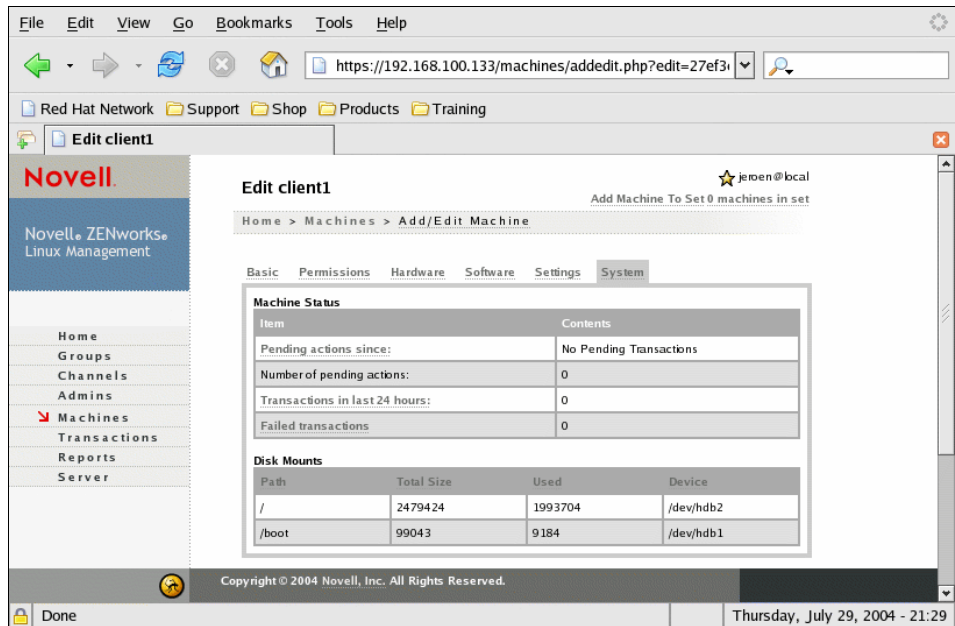 File Edit View Go Bookmarks Tools Help
https://192.168.100.133/machines/addedit.php?edit=27ef3
Red Hat Network Support Shop Products Training
Edit client1
Novell.
Novell® ZENworks®
Linux Management
Home
Groups
Channels
Admins
Machines
Transactions
Reports
Server
Edit client1
jeroen@local
Add Machine To Set 0 machines in set
Home > Machines > Add/Edit Machine
Basic Permissions Hardware Software Settings System
Machine Status
Item Contents
Pending actions since: No Pending Transactions
Number of pending actions: 0
Transactions in last 24 hours: 0
Failed transactions 0
Disk Mounts
Path Total Size Used Device
/ 2479424 1993704 /dev/hdb2
/boot 99043 9184 /dev/hdb1
Copyright © 2004 Novell, Inc. All Rights Reserved.
Done Thursday, July 29, 2004 - 21:29